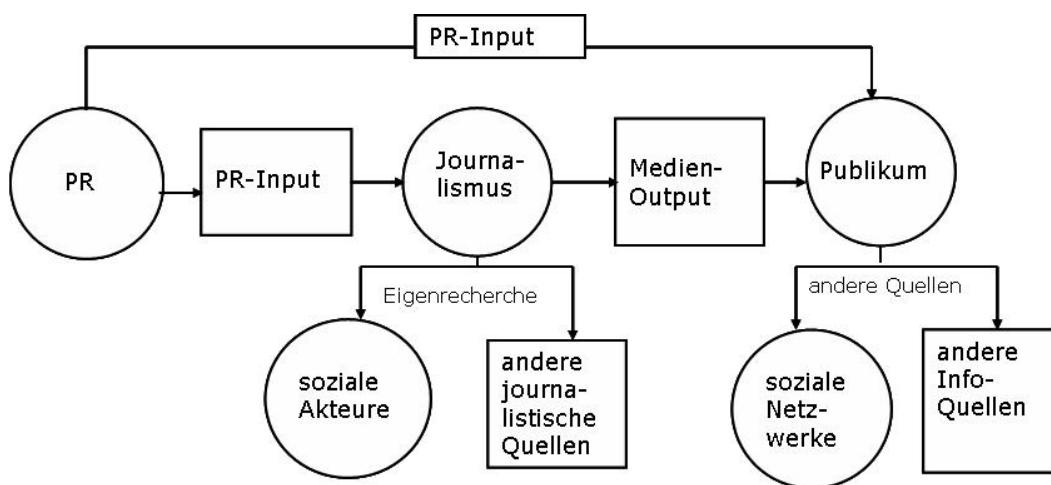 PR-Input
PR
PR-Input
Journa-
lismus
Medien-
Output
Publikum
Eigenrecherche
andere Quellen
soziale
Akteure
andere
journa-
listische
Quellen
soziale
Netz-
werke
andere
Info-
Quellen